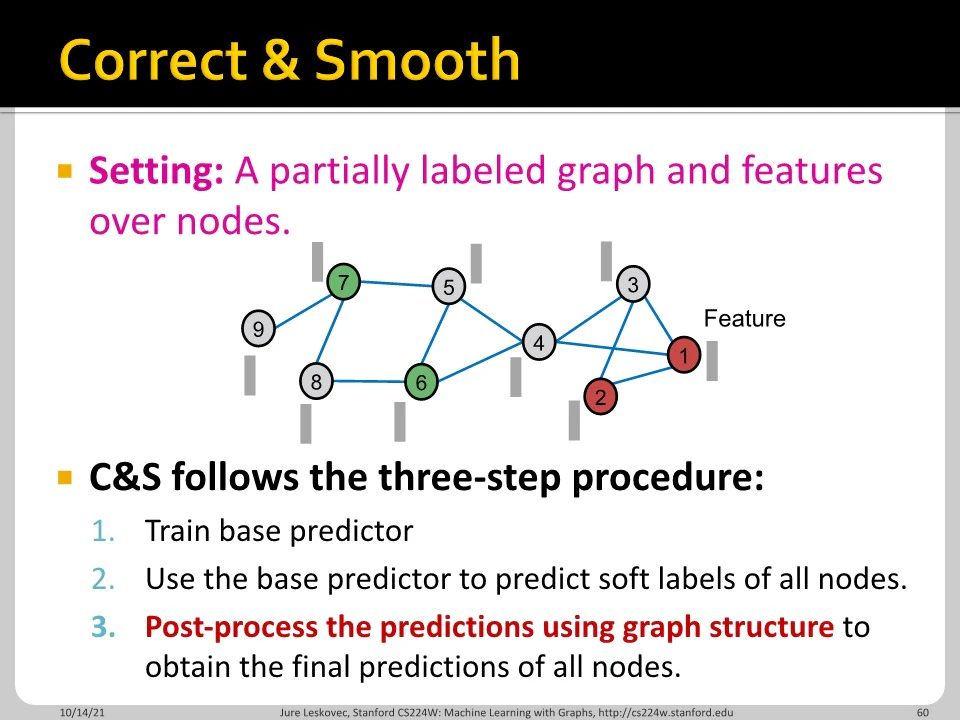 Correct & Smooth
Setting: A partially labeled graph and features
over nodes.
7
5
3
Feature
9
4
1
8
6
2
C&S follows the three-step procedure:
1. Train base predictor
2. Use the base predictor to predict soft labels of all nodes.
3. Post-process the predictions using graph structure to
obtain the final predictions of all nodes.
10/14/21 Jure Leskovec, Stanford CS224W: Machine Learning with Graphs, http://cs224w.stanford.edu 60